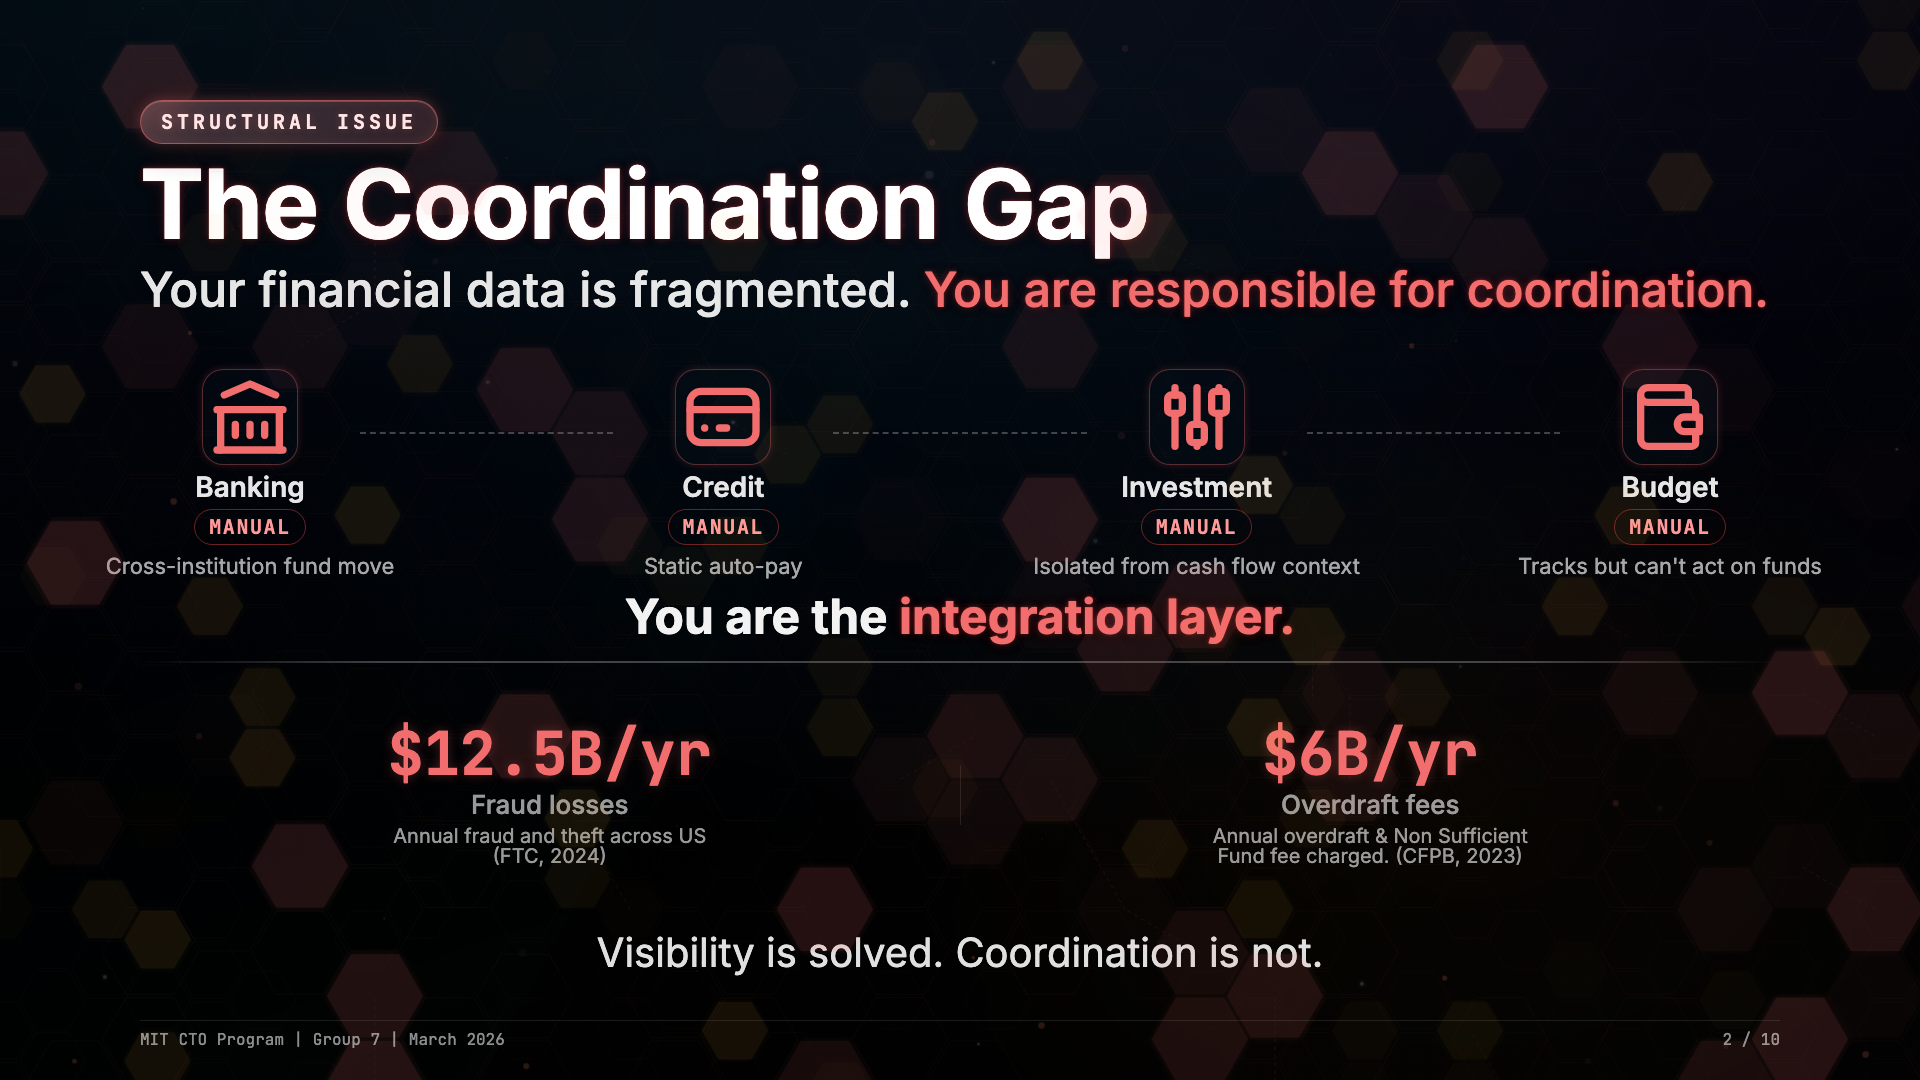 STRUCTURAL ISSUE
The Coordination Gap
Your financial data is fragmented. You are responsible for coordination.
Banking
MANUAL
Cross-institution fund move
Credit
MANUAL
Static auto-pay
Investment
MANUAL
Isolated from cash flow context
Budget
MANUAL
Tracks but can't act on funds
You are the integration layer.
$12.5B/yr
Fraud losses
Annual fraud and theft across US
(FTC, 2024)
$6B/yr
Overdraft fees
Annual overdraft & Non Sufficient
Fund fee charged. (CFPB, 2023)
Visibility is solved. Coordination is not.
MIT CTO Program | Group 7 | March 2026
2 / 10